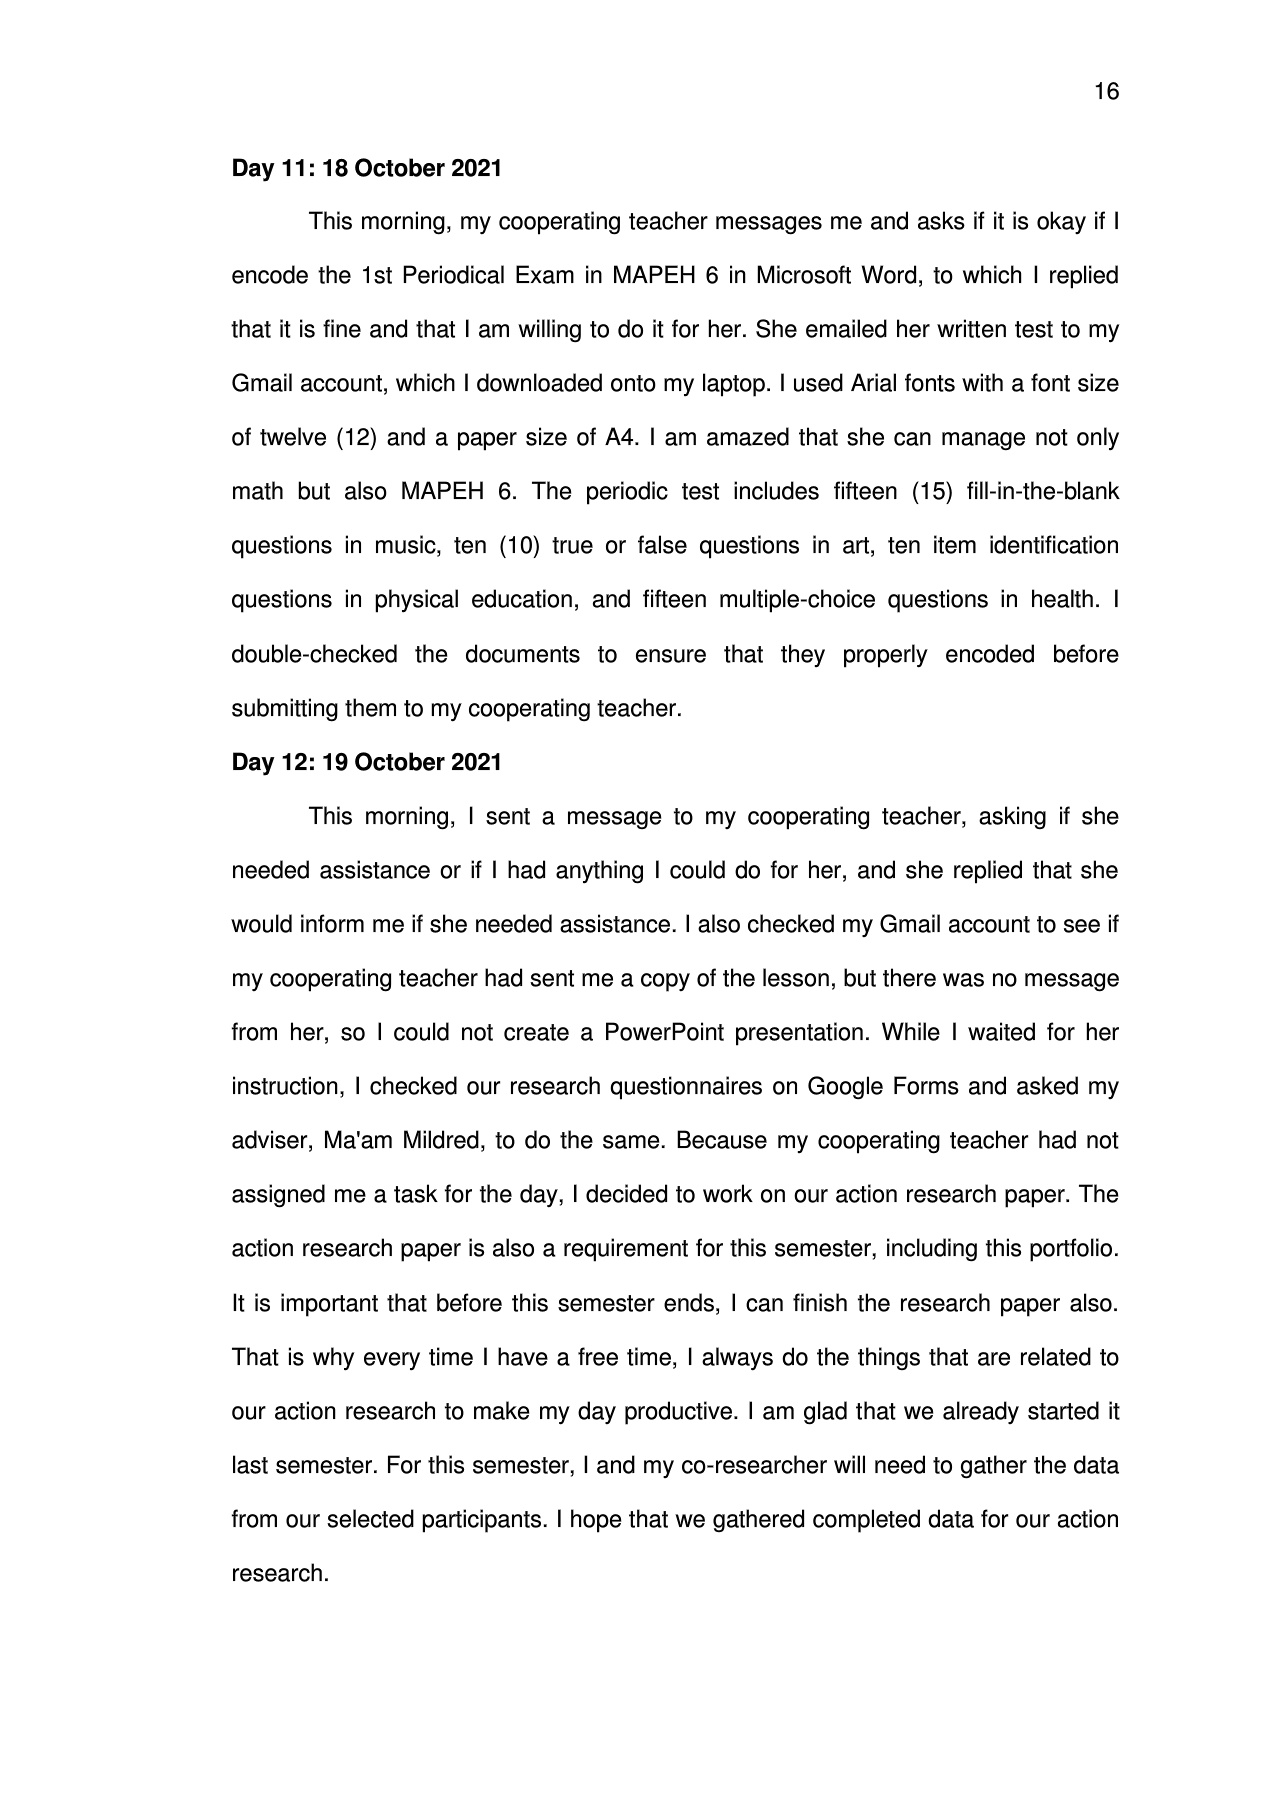 16
Day 11: 18 October 2021
This morning, my cooperating teacher messages me and asks if it is okay if I
encode the 1st Periodical Exam in MAPEH 6 in Microsoft Word, to which I replied
that it is fine and that I am willing to do it for her. She emailed her written test to my
Gmail account, which I downloaded onto my laptop. I used Arial fonts with a font size
of twelve (12) and a paper size of A4. I am amazed that she can manage not only
math but also MAPEH 6. The periodic test includes fifteen (15) fill-in-the-blank
questions in music, ten (10) true or false questions in art, ten item identification
questions in physical education, and fifteen multiple-choice questions in health. I
double-checked the documents to ensure that they properly encoded before
submitting them to my cooperating teacher.
Day 12: 19 October 2021
This morning, I sent a message to my cooperating teacher, asking if she
needed assistance or if I had anything I could do for her, and she replied that she
would inform me if she needed assistance. I also checked my Gmail account to see if
my cooperating teacher had sent me a copy of the lesson, but there was no message
from her, so I could not create a PowerPoint presentation. While I waited for her
instruction, I checked our research questionnaires on Google Forms and asked my
adviser, Ma'am Mildred, to do the same. Because my cooperating teacher had not
assigned me a task for the day, I decided to work on our action research paper. The
action research paper is also a requirement for this semester, including this portfolio.
It is important that before this semester ends, I can finish the research paper also.
That is why every time I have a free time, I always do the things that are related to
our action research to make my day productive. I am glad that we already started it
last semester. For this semester, I and my co-researcher will need to gather the data
from our selected participants. I hope that we gathered completed data for our action
research.